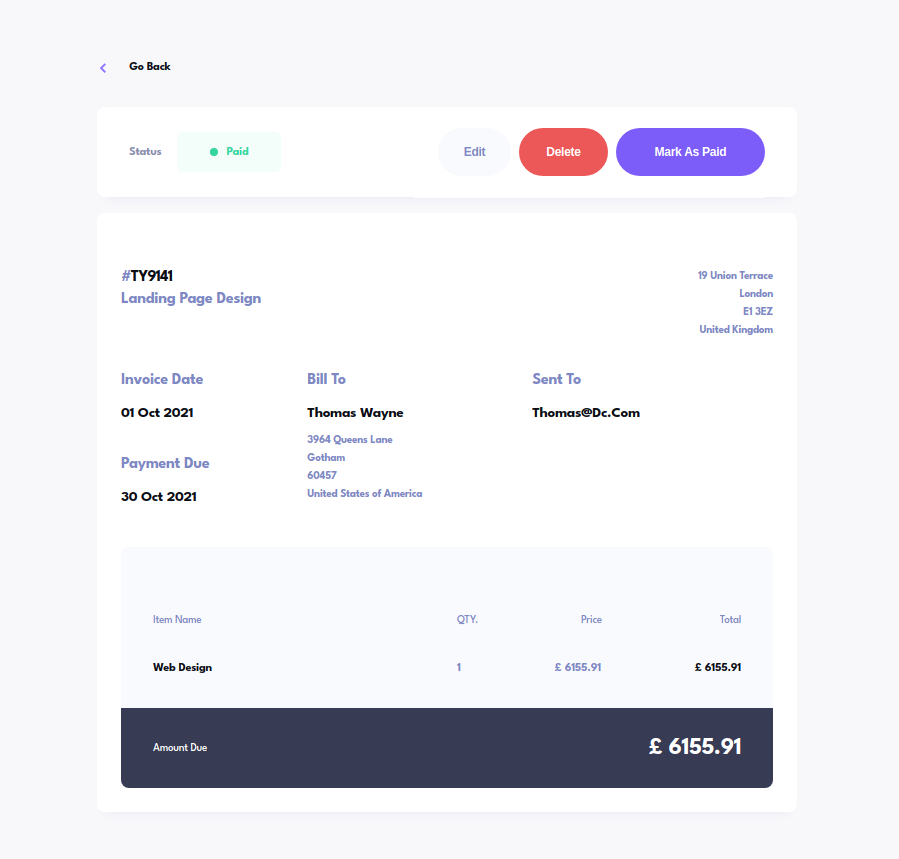 Go Back
Status Paid Edit Delete Mark As Paid
#TY9141
Landing Page Design
19 Union Terrace
London
E1 3EZ
United Kingdom
Invoice Date
01 Oct 2021
Payment Due
30 Oct 2021
Bill To
Thomas Wayne
3964 Queens Lane
Gotham
60457
United States of America
Sent To
Thomas@Dc.Com
Item Name QTY. Price Total
Web Design 1 £ 6155.91 £ 6155.91
Amount Due £ 6155.91